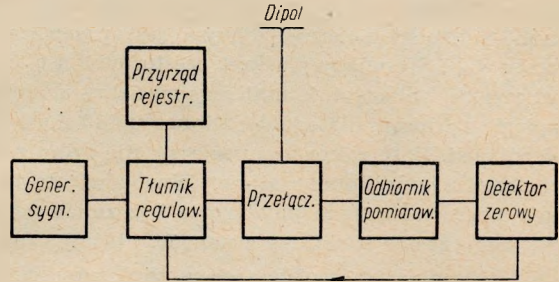 Dipol
Przyrząd
rejestr.
Gener.
sygn.
Tłumik
regulow.
Przełącz.
Odbiornik
pomiarow.
Detektor
zerowy